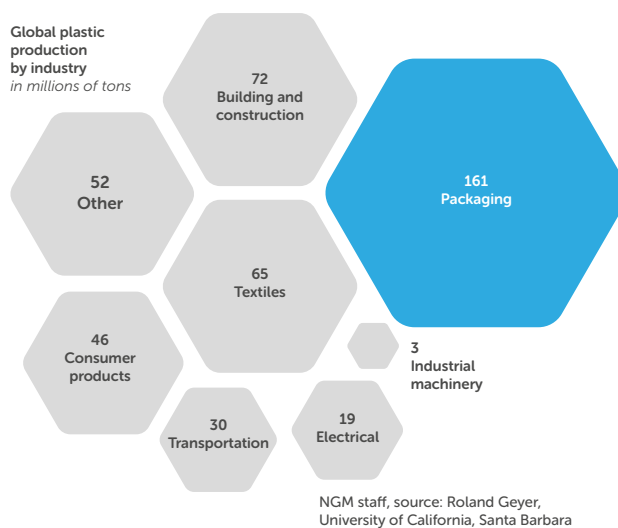 Global plastic
production
by industry
in millions of tons
72
Building and
construction
161
Packaging
52
Other
65
Textiles
46
Consumer
products
3
Industrial
machinery
30
Transportation
19
Electrical
NGM staff, source: Roland Geyer,
University of California, Santa Barbara